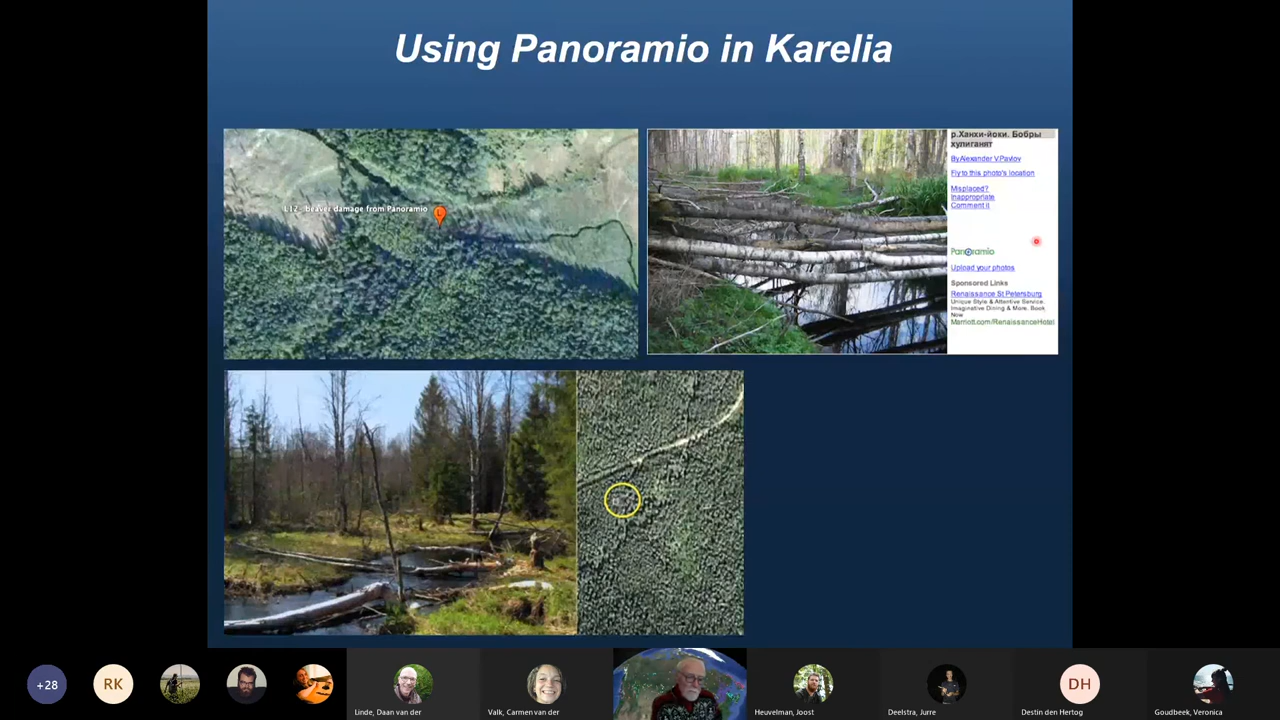 Using Panoramio in Karelia
beaver damage from Panoramio
р.Ханхи-йоки. Бобры
хулиганят
By Alexander V.Pavlov
Fly to this photo's location
Misplaced?
Inappropriate
Comment it
Panoramio
Upload your photos
Sponsored Links
Renaissance St Petersburg
Unique Style & Attentive Service.
Imaginative Dining & More. Book
Now
Marriott.com/RenaissanceHotel
+28
RK
Linde, Daan van der
Valk, Carmen van der
Heuvelman, Joost
Deelstra, Jurre
DH
Destin den Hertog
Goudbeek, Veronica